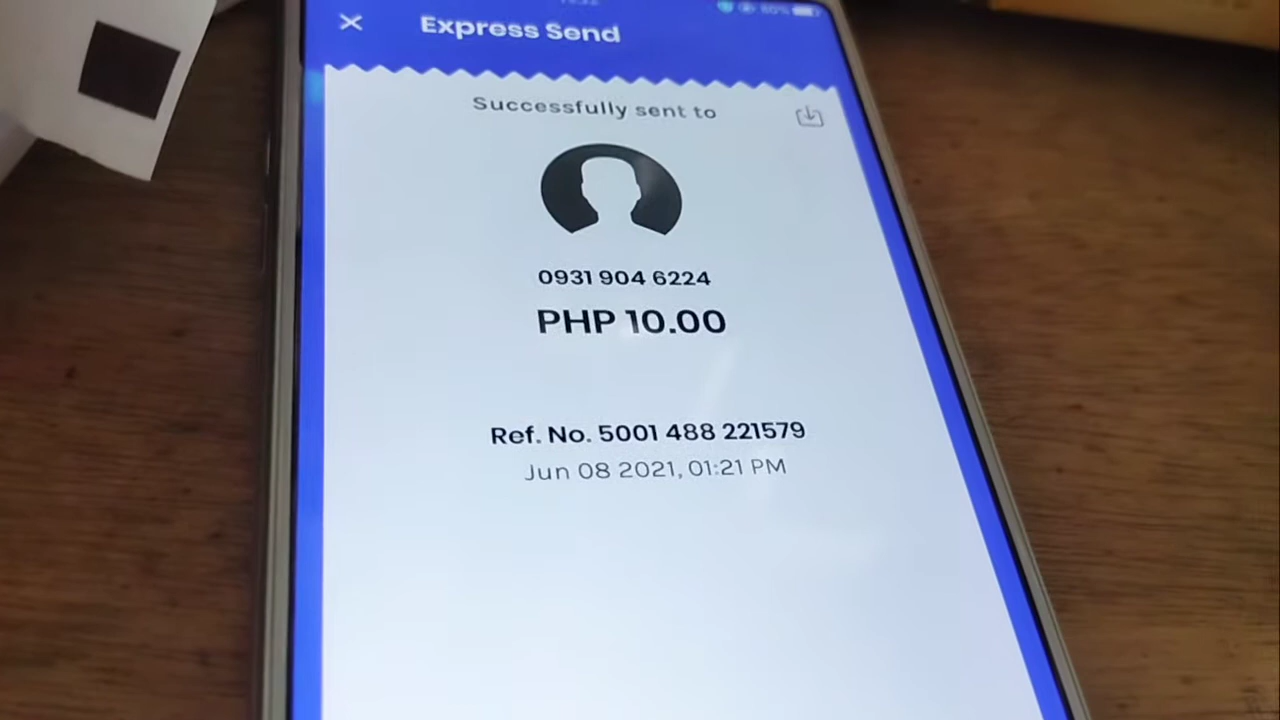 Express Send
Successfully sent to
0931 904 6224
PHP 10.00
Ref. No. 5001 488 221579
Jun 08 2021, 01:21 PM